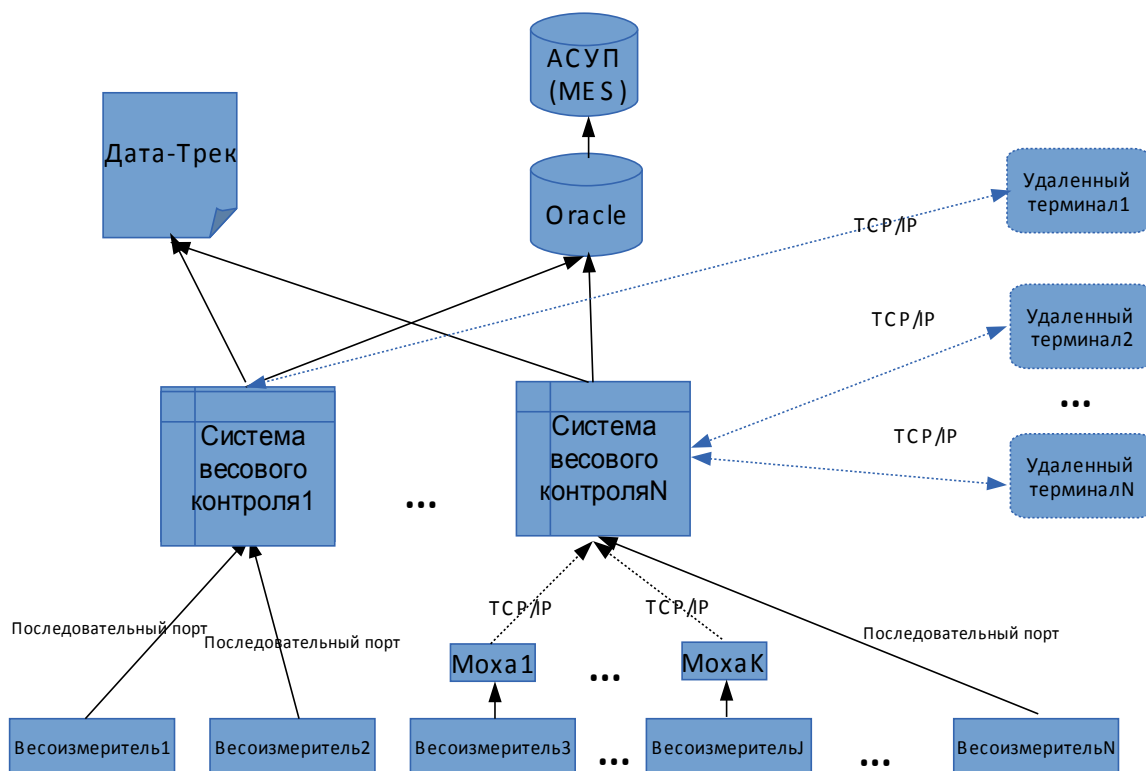 АСУП
(MES)
Дата-Трек
Oracle
Удаленный
терминал1
TCP/IP
TCP/IP
Удаленный
терминал2
...
TCP/IP
Удаленный
терминалN
Система
весового
контроля1
...
Система
весового
контроляN
TCP/IP
TCP/IP
Последовательный порт
Последовательный порт
Последовательный порт
Моха1
...
МохаK
Весоизмеритель1
Весоизмеритель2
Весоизмеритель3
...
ВесоизмерительJ
...
ВесоизмерительN